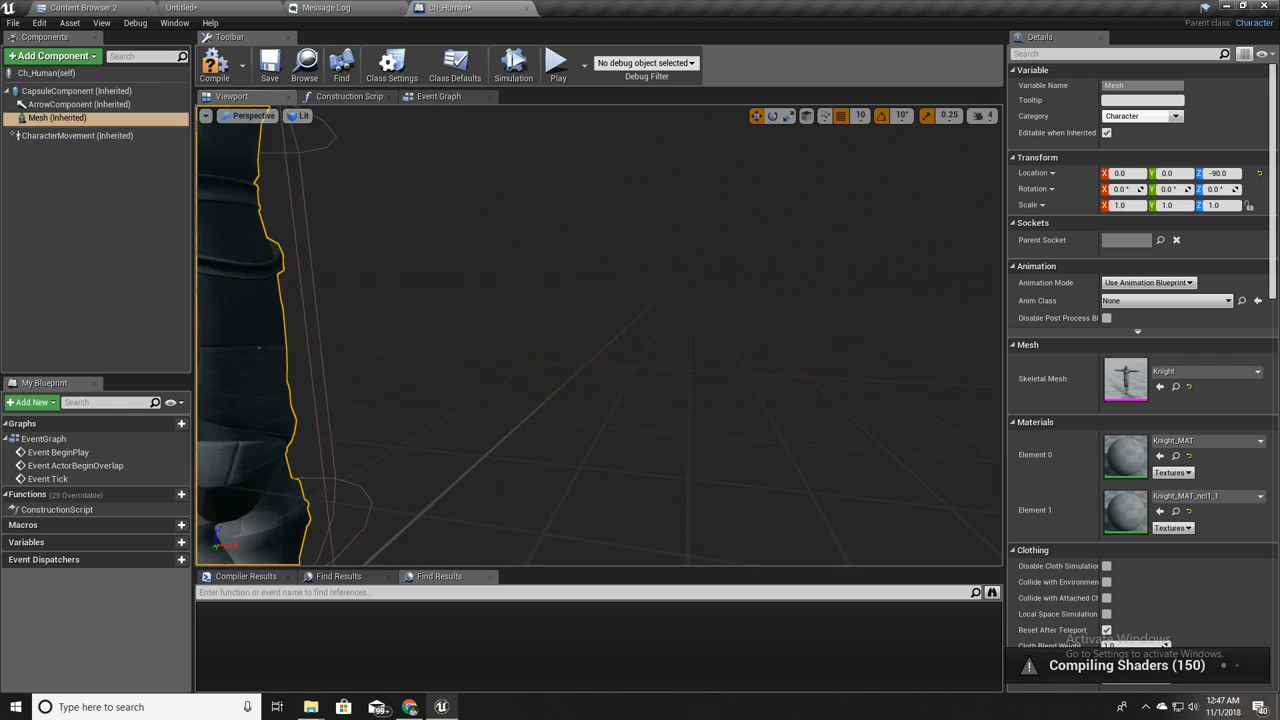 Content Browser 2
Untitled*
Message Log
Ch_Human*
File Edit Asset View Debug Window Help
Parent class: Character
Components
Toolbar
Details
Add Component
Search
Ch_Human(self)
CapsuleComponent (Inherited)
ArrowComponent (Inherited)
Mesh (Inherited)
CharacterMovement (Inherited)
Compile
Save
Browse
Find
Class Settings
Class Defaults
Simulation
Play
No debug object selected
Debug Filter
Viewport
Construction Scrip
Event Graph
Perspective
Lit
10
10°
0.25
4
Search
Variable
Variable Name Mesh
Tooltip
Category Character
Editable when Inherited
Transform
Location X 0.0 Y 0.0 Z -90.0
Rotation X 0.0 ° Y 0.0 ° Z 0.0 °
Scale X 1.0 Y 1.0 Z 1.0
Sockets
Parent Socket
Animation
Animation Mode Use Animation Blueprint
Anim Class None
Disable Post Process Bl
Mesh
Skeletal Mesh Knight
Materials
Element 0 Knight_MAT
Textures
Element 1 Knight_MAT_ncl1_1
Textures
Clothing
Disable Cloth Simulation
Collide with Environmen
Collide with Attached Ch
Local Space Simulation
Reset After Teleport
Cloth Blend Weight 1.0
My Blueprint
Add New
Search
Graphs
EventGraph
Event BeginPlay
Event ActorBeginOverlap
Event Tick
Functions (29 Overridable)
ConstructionScript
Macros
Variables
Event Dispatchers
Compiler Results
Find Results
Find Results
Enter function or event name to find references...
Activate Windows
Go to Settings to activate Windows.
Compiling Shaders (150)
Type here to search
99+
12:47 AM
11/1/2018
40